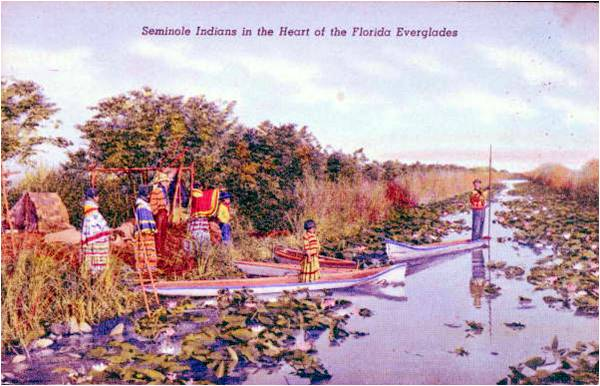 Seminole Indians in the Heart of the Florida Everglades